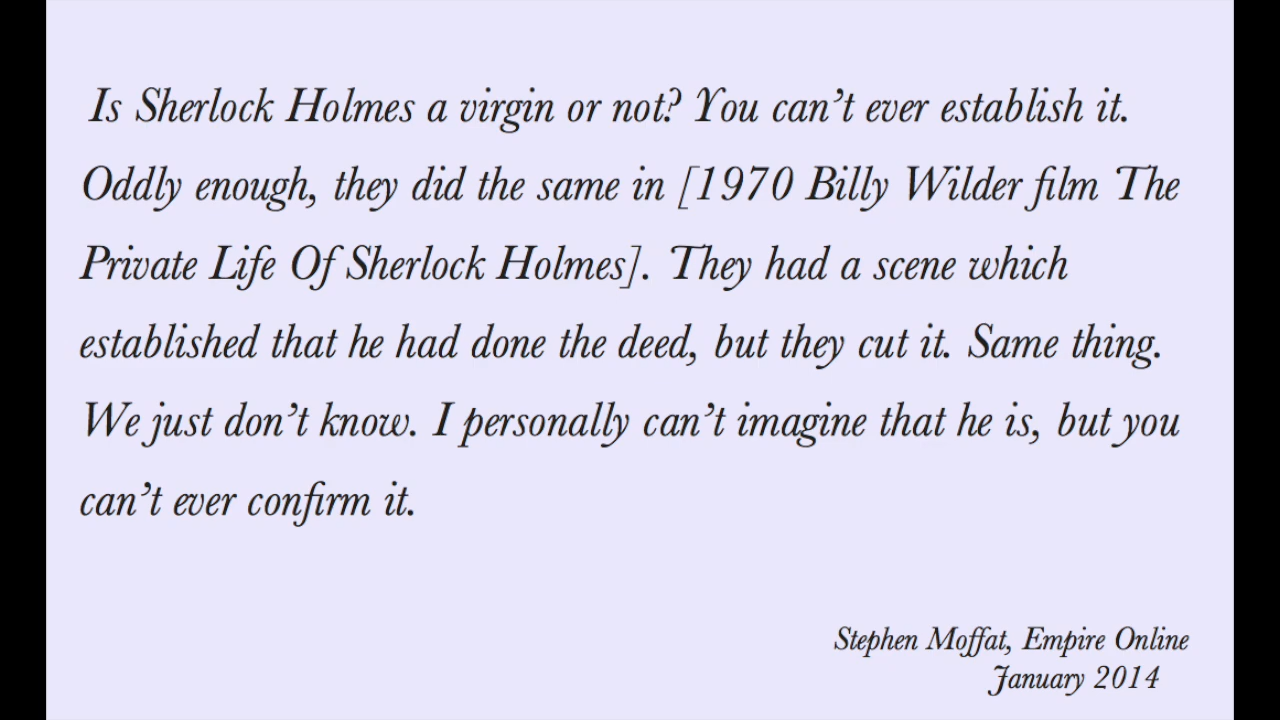 Is Sherlock Holmes a virgin or not? You can’t ever establish it.
Oddly enough, they did the same in [1970 Billy Wilder film The
Private Life Of Sherlock Holmes]. They had a scene which
established that he had done the deed, but they cut it. Same thing.
We just don’t know. I personally can’t imagine that he is, but you
can’t ever confirm it.
Stephen Moffat, Empire Online
January 2014